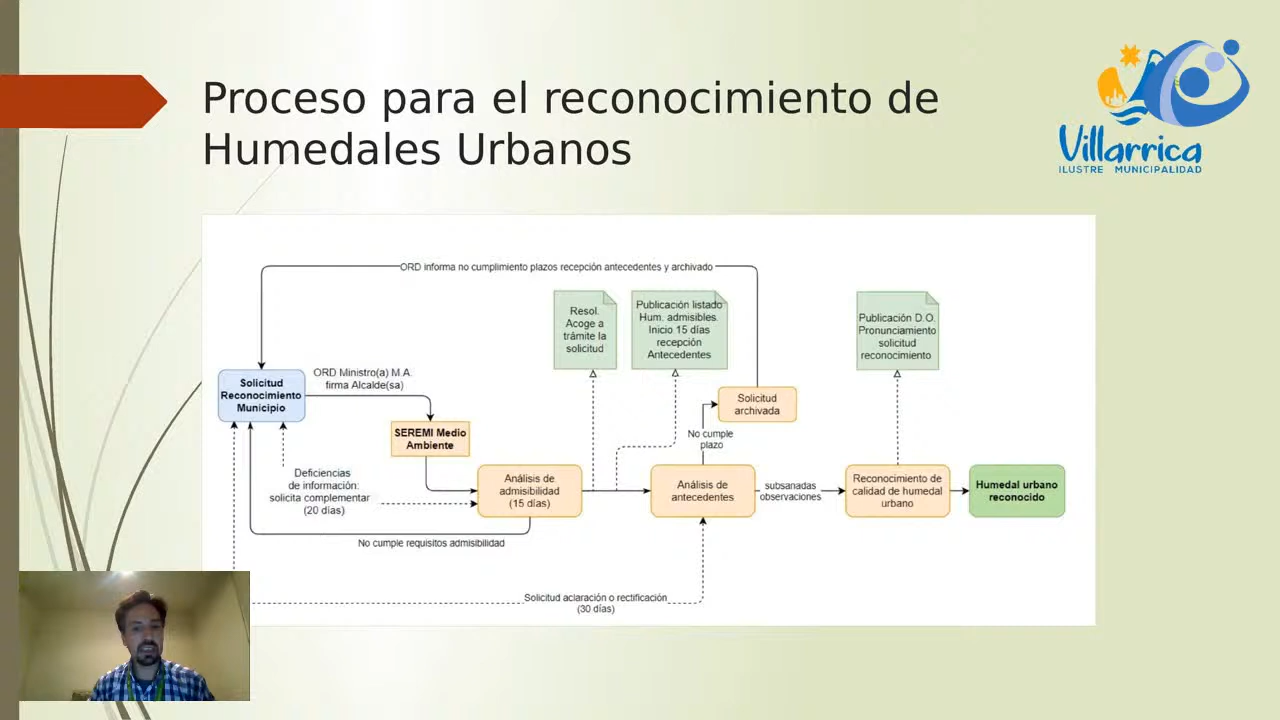 Proceso para el reconocimiento de
Humedales Urbanos
Villarrica
ILUSTRE MUNICIPALIDAD
ORD informa no cumplimiento plazos recepción antecedentes y archivado
Resol.
Acoge a
trámite la
solicitud
Publicación listado
Hum. admisibles.
Inicio 15 días
recepción
Antecedentes
Publicación D.O.
Pronunciamiento
solicitud
reconocimiento
Solicitud
Reconocimiento
Municipio
ORD Ministro(a) M.A.
firma Alcalde(sa)
SEREMI Medio
Ambiente
Solicitud
archivada
No cumple
plazo
Deficiencias
de información:
solicita complementar
(20 días)
Análisis de
admisibilidad
(15 días)
Análisis de
antecedentes
subsanadas
observaciones
Reconocimiento de
calidad de humedal
urbano
Humedal urbano
reconocido
No cumple requisitos admisibilidad
Solicitud aclaración o rectificación
(30 días)